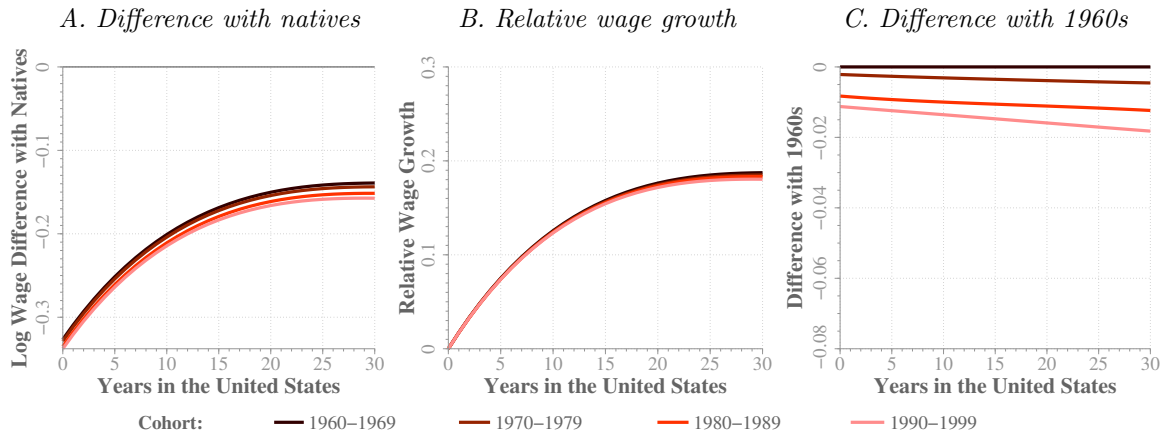 A. Difference with natives
B. Relative wage growth
C. Difference with 1960s
Log Wage Difference with Natives
0
−0.1
−0.2
−0.3
0 5 10 15 20 25 30
Years in the United States
Relative Wage Growth
0.3
0.2
0.1
0
0 5 10 15 20 25 30
Years in the United States
Difference with 1960s
0
−0.02
−0.04
−0.06
−0.08
0 5 10 15 20 25 30
Years in the United States
Cohort: 1960–1969 1970–1979 1980–1989 1990–1999